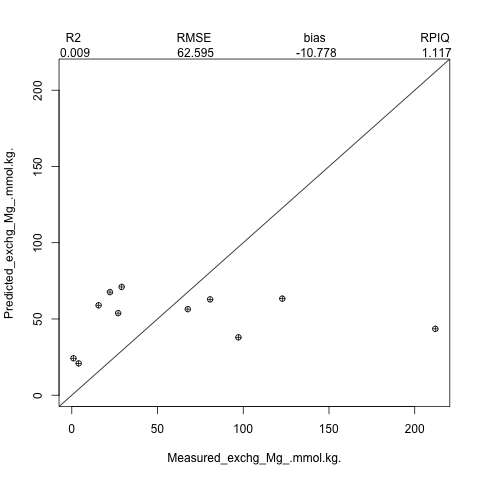 R2 RMSE bias RPIQ
0.009 62.595 -10.778 1.117
200
150
100
50
0
Predicted_exchg_Mg_.mmol.kg.
0 50 100 150 200
Measured_exchg_Mg_.mmol.kg.